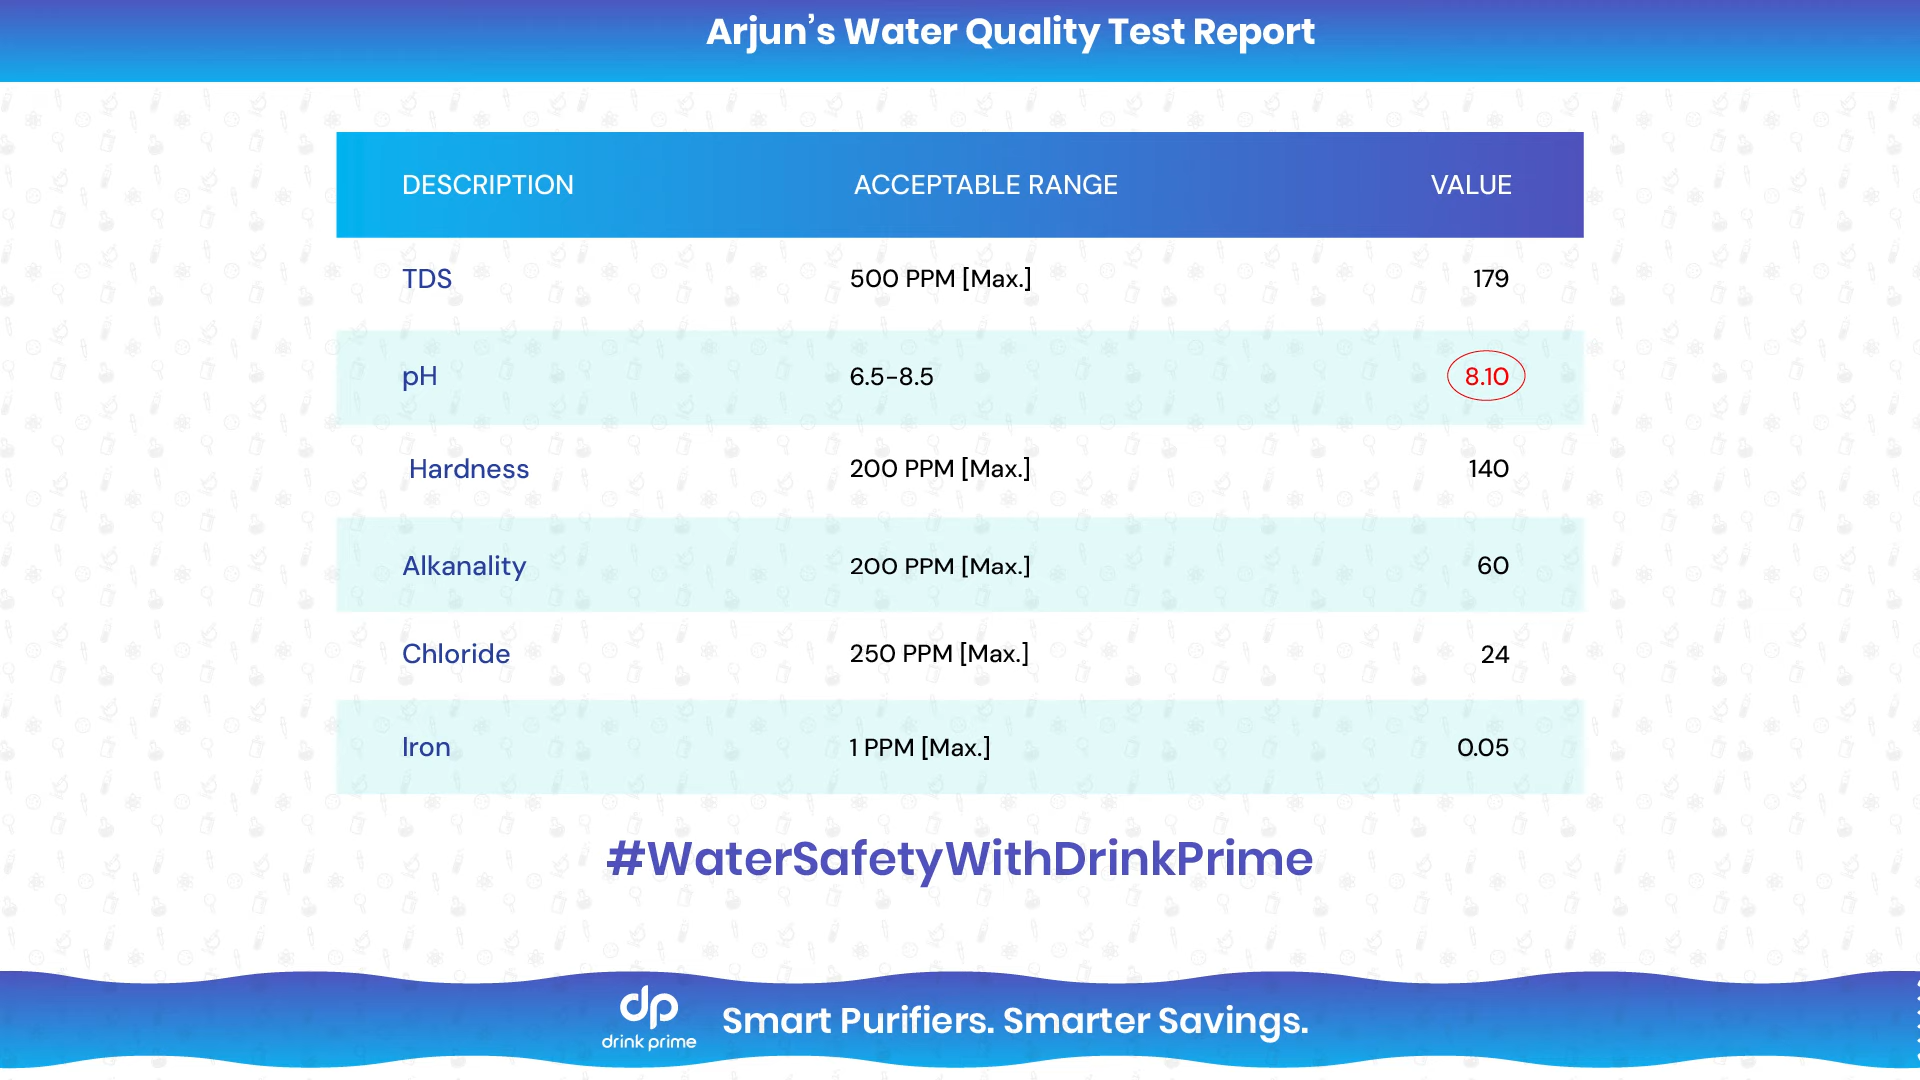 Arjun's Water Quality Test Report
DESCRIPTION ACCEPTABLE RANGE VALUE
TDS 500 PPM [Max.] 179
pH 6.5-8.5 8.10
Hardness 200 PPM [Max.] 140
Alkanality 200 PPM [Max.] 60
Chloride 250 PPM [Max.] 24
Iron 1 PPM [Max.] 0.05
#WaterSafetyWithDrinkPrime
dp
drink prime
Smart Purifiers. Smarter Savings.